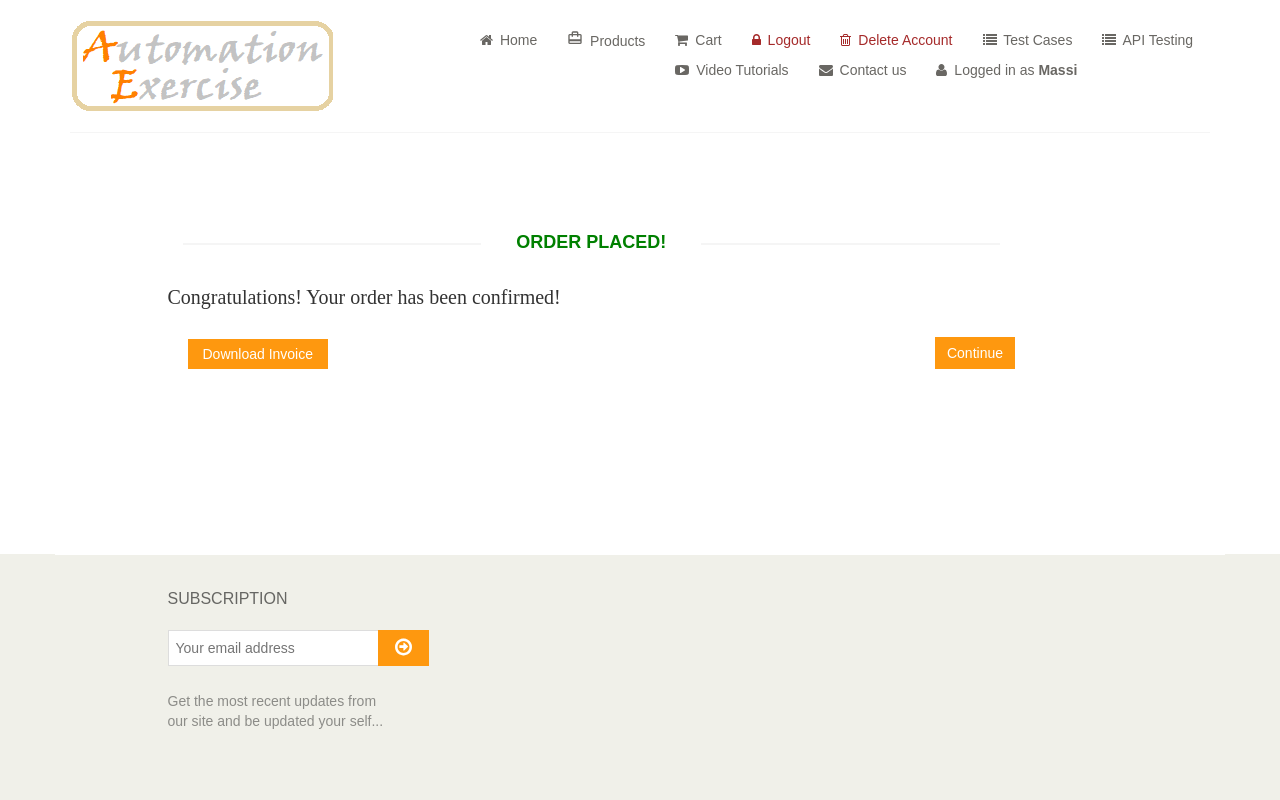 Automation
Exercise
Home Products Cart Logout Delete Account Test Cases API Testing
Video Tutorials Contact us Logged in as Massi
ORDER PLACED!
Congratulations! Your order has been confirmed!
Download Invoice Continue
SUBSCRIPTION
Your email address
Get the most recent updates from
our site and be updated your self...